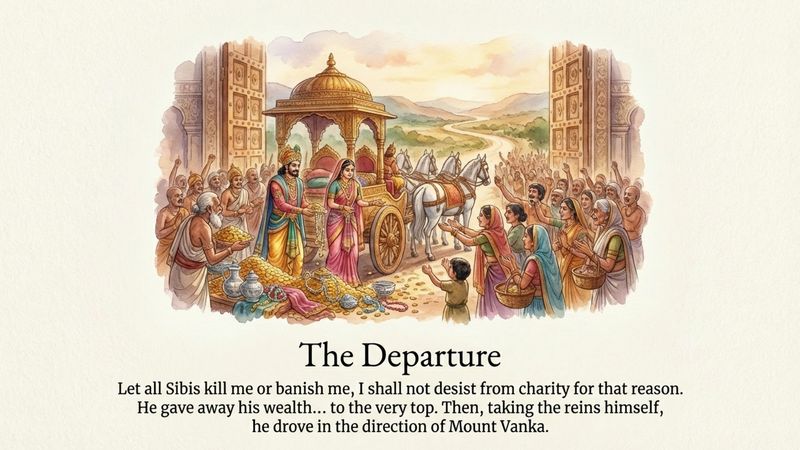 The Departure
Let all Sibis kill me or banish me, I shall not desist from charity for that reason.
He gave away his wealth... to the very top. Then, taking the reins himself,
he drove in the direction of Mount Vanka.